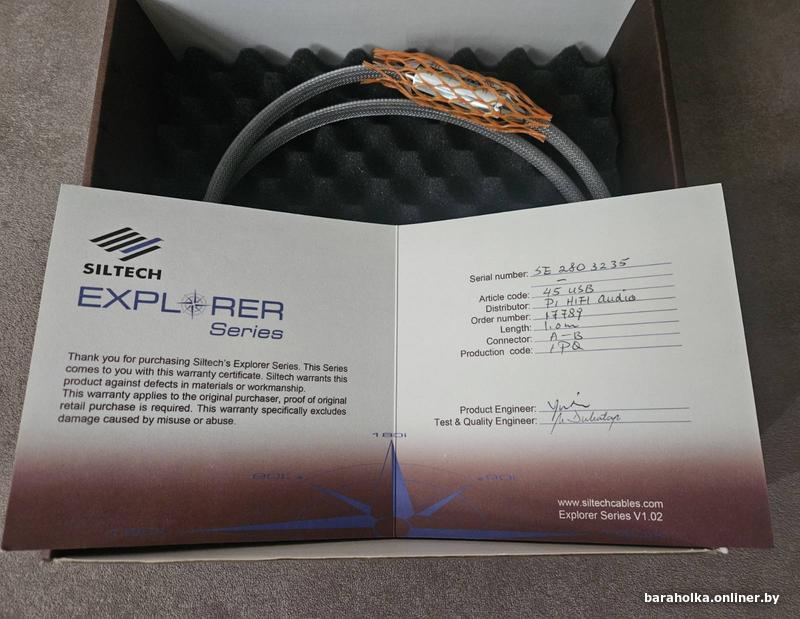 SILTECH
EXPLORER
Series
Thank you for purchasing Siltech's Explorer Series. This Series
comes to you with this warranty certificate. Siltech warrants this
product against defects in materials or workmanship.
This warranty applies to the original purchaser, proof of original
retail purchase is required. This warranty specifically excludes
damage caused by misuse or abuse.
Serial number: SE 280 3235
Article code: 45 USB
Distributor: Pi HIFI audio
Order number: 17789
Length: 1.0m
Connector: A-B
Production code: 1PQ
Product Engineer:
Test & Quality Engineer:
180i
www.siltechcables.com
Explorer Series V1.02
baraholka.onliner.by